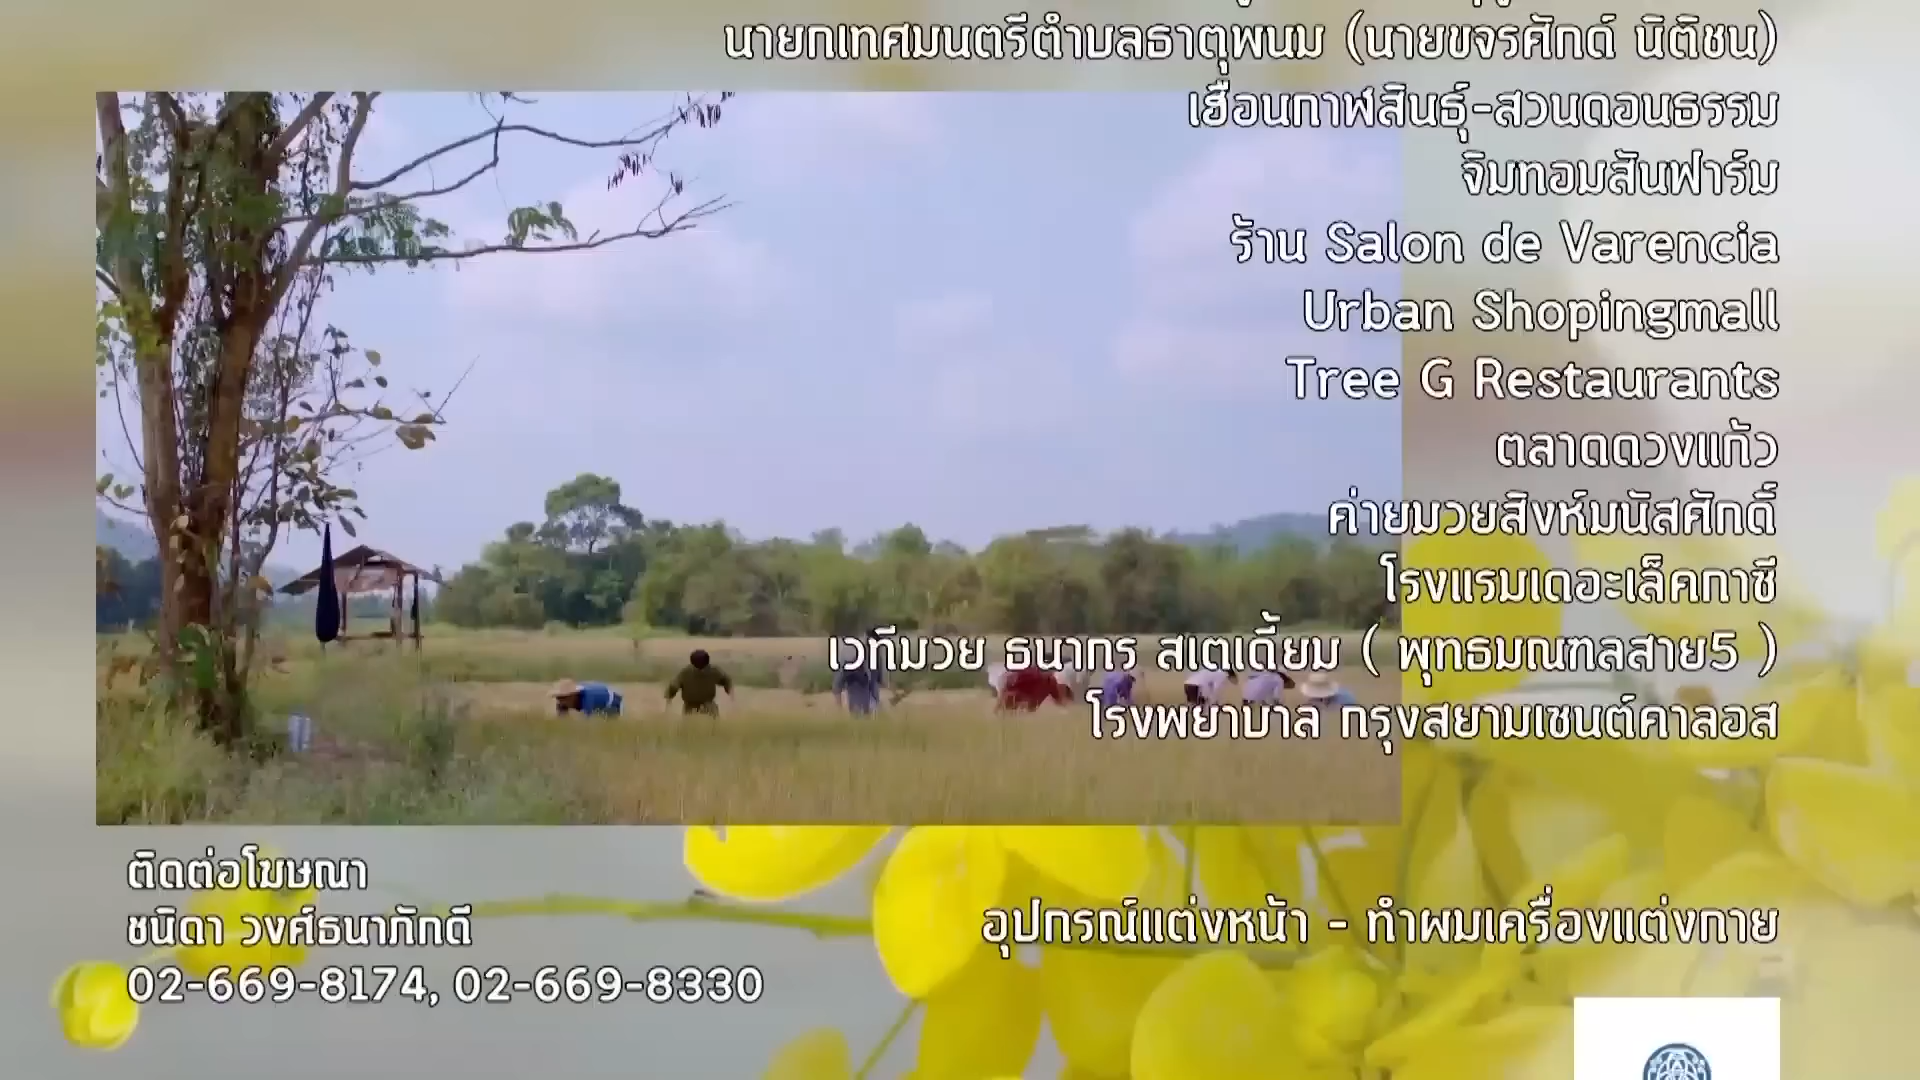 นายกเทศมนตรีตำบลธาตุพนม (นายขจรศักด์ นิติชน)
เฮื่อนกาฬสินธุ์-สวนดอนธรรม
จิมทอมสันฟาร์ม
ร้าน Salon de Varencia
Urban Shopingmall
Tree G Restaurants
ตลาดดวงแก้ว
ค่ายมวยสิงห์มนัสศักดิ์
โรงแรมเดอะเล็คกาซี
เวทีมวย ธนากร สเตเดี้ยม ( พุทธมณฑลสาย5 )
โรงพยาบาล กรุงสยามเซนต์คาลอส
อุปกรณ์แต่งหน้า - ทำผมเครื่องแต่งกาย
ติดต่อโฆษณา
ชนิดา วงศ์ธนาภักดี
02-669-8174, 02-669-8330